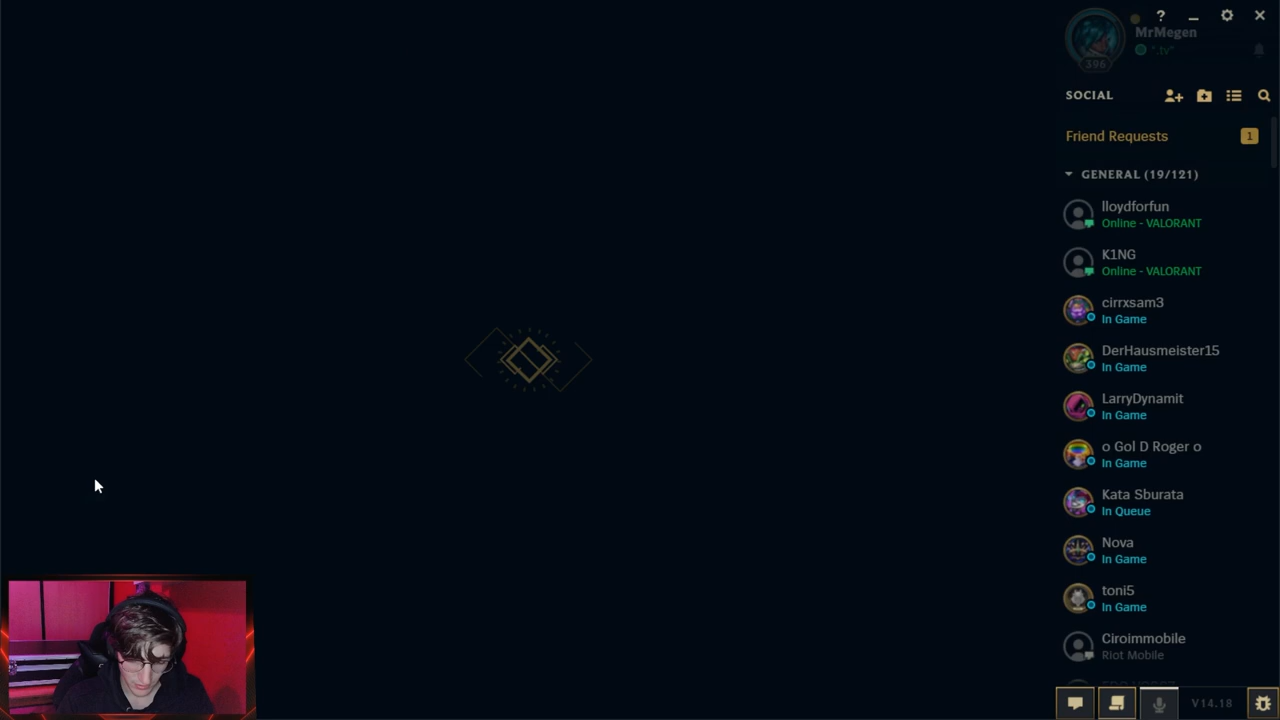 ?
MrMegen
".tv"
396
SOCIAL
Friend Requests
1
GENERAL (19/121)
lloydforfun
Online - VALORANT
K1NG
Online - VALORANT
cirrxsam3
In Game
DerHausmeister15
In Game
LarryDynamit
In Game
o Gol D Roger o
In Game
Kata Sburata
In Queue
Nova
In Game
toni5
In Game
Ciroimmobile
Riot Mobile
V14.18